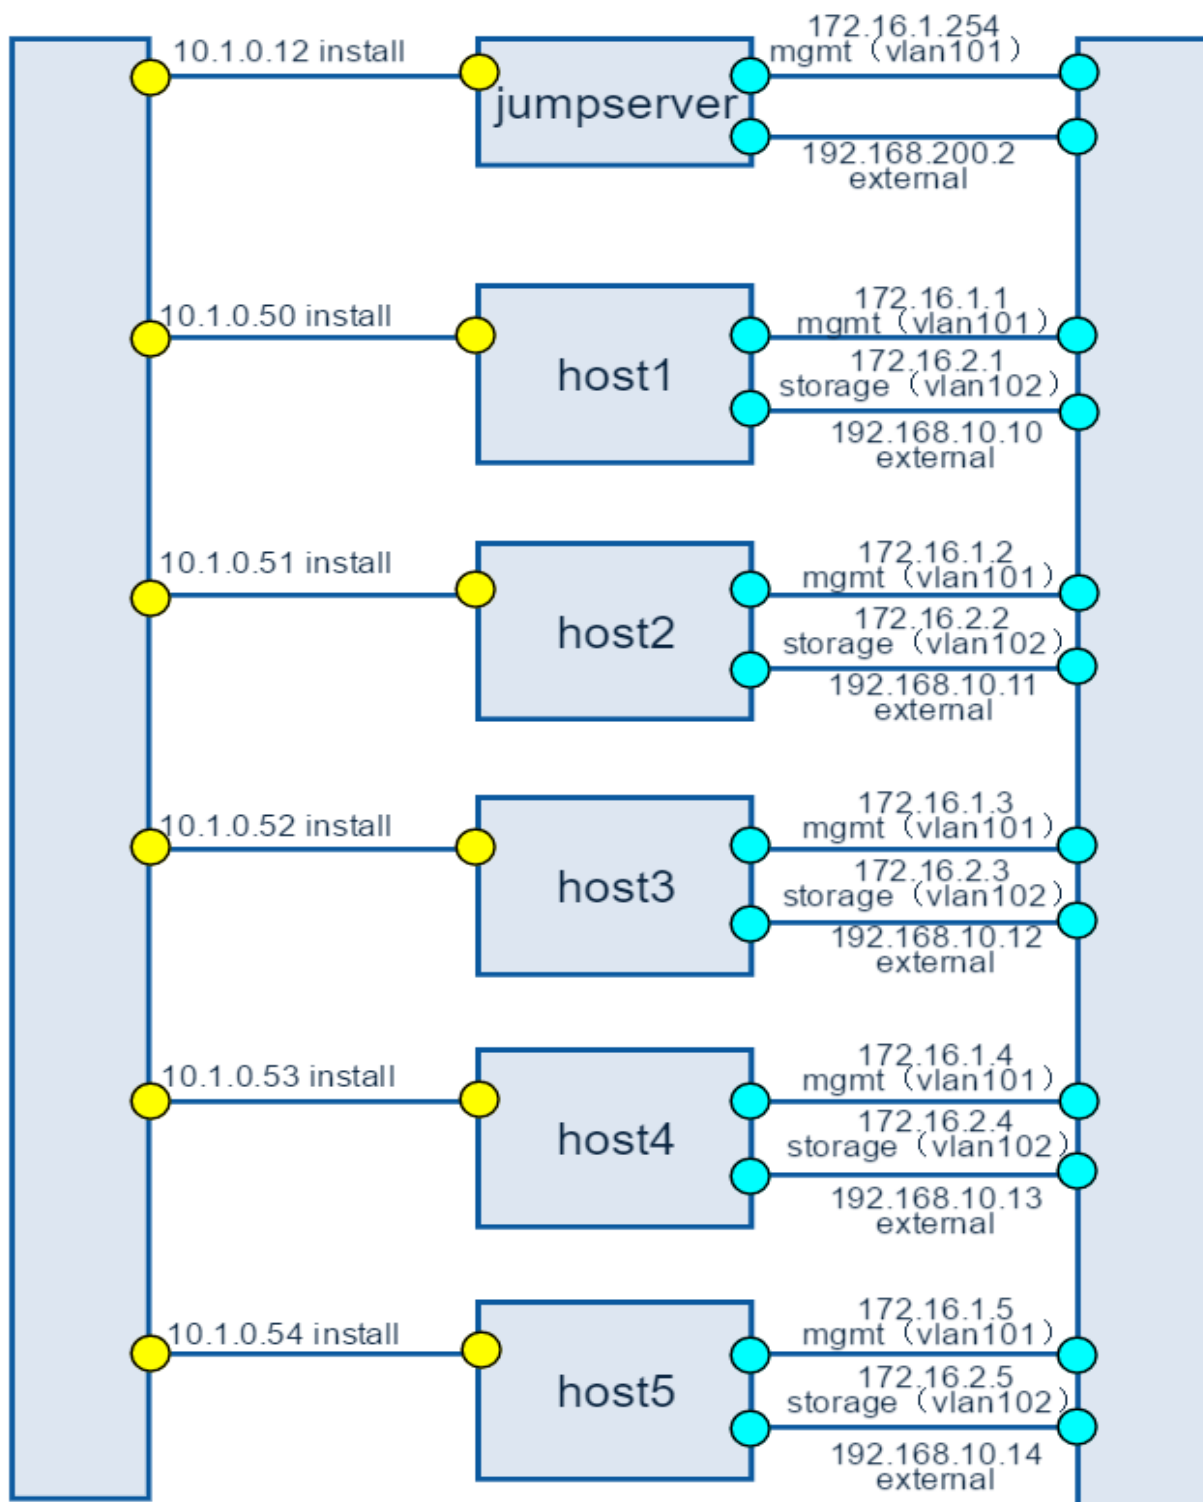 10.1.0.12 install
jumpserver
172.16.1.254
mgmt（vlan101）
192.168.200.2
external
10.1.0.50 install
host1
172.16.1.1
mgmt（vlan101）
172.16.2.1
storage（vlan102）
192.168.10.10
external
10.1.0.51 install
host2
172.16.1.2
mgmt（vlan101）
172.16.2.2
storage（vlan102）
192.168.10.11
external
10.1.0.52 install
host3
172.16.1.3
mgmt（vlan101）
172.16.2.3
storage（vlan102）
192.168.10.12
external
10.1.0.53 install
host4
172.16.1.4
mgmt（vlan101）
172.16.2.4
storage（vlan102）
192.168.10.13
external
10.1.0.54 install
host5
172.16.1.5
mgmt（vlan101）
172.16.2.5
storage（vlan102）
192.168.10.14
external